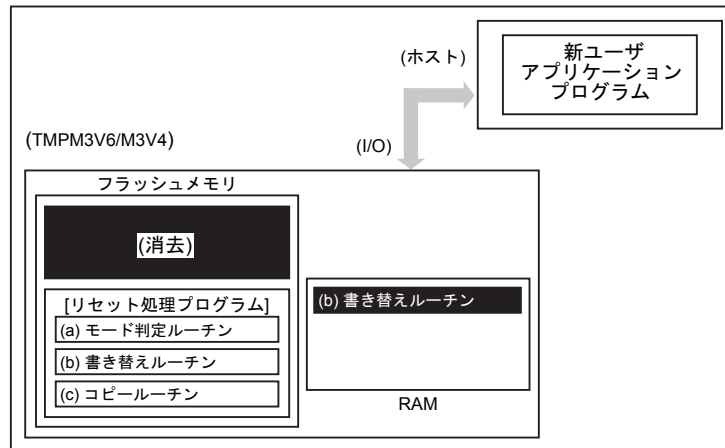 (ホスト)
新ユーザ
アプリケーション
プログラム
(TMPM3V6/M3V4)
(I/O)
フラッシュメモリ
(消去)
[リセット処理プログラム]
(a) モード判定ルーチン
(b) 書き替えルーチン
(c) コピールーチン
(b) 書き替えルーチン
RAM